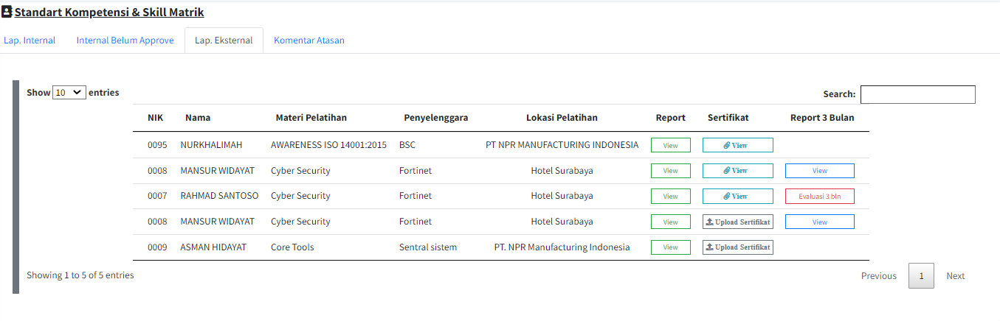 Standart Kompetensi & Skill Matrik
Lap. Internal Internal Belum Approve Lap. Eksternal Komentar Atasan
Show 10 entries Search:
NIK Nama Materi Pelatihan Penyelenggara Lokasi Pelatihan Report Sertifikat Report 3 Bulan
0095 NURKHALIMAH AWARENESS ISO 14001:2015 BSC PT NPR MANUFACTURING INDONESIA View View
0008 MANSUR WIDAYAT Cyber Security Fortinet Hotel Surabaya View View View
0007 RAHMAD SANTOSO Cyber Security Fortinet Hotel Surabaya View View Evaluasi 3 bln
0008 MANSUR WIDAYAT Cyber Security Fortinet Hotel Surabaya View Upload Sertifikat View
0009 ASMAN HIDAYAT Core Tools Sentral sistem PT. NPR Manufacturing Indonesia View Upload Sertifikat
Showing 1 to 5 of 5 entries Previous 1 Next